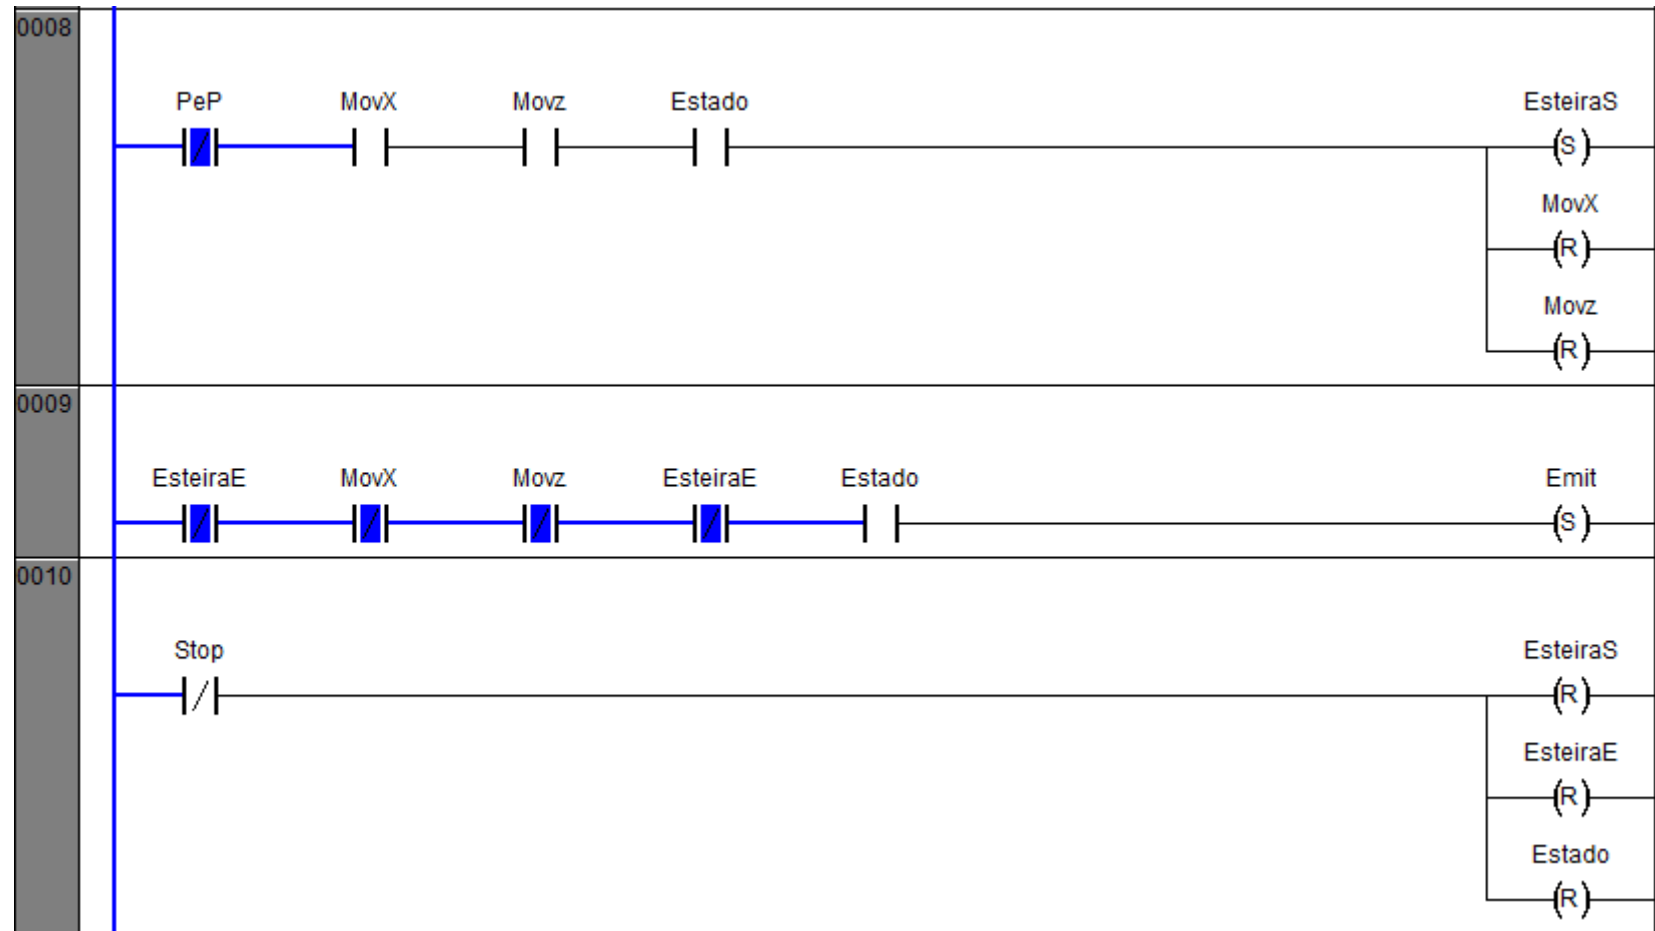 0008
PeP MovX Movz Estado EsteiraS
S
MovX
R
Movz
R
0009
EsteiraE MovX Movz EsteiraE Estado Emit
S
0010
Stop EsteiraS
R
EsteiraE
R
Estado
R